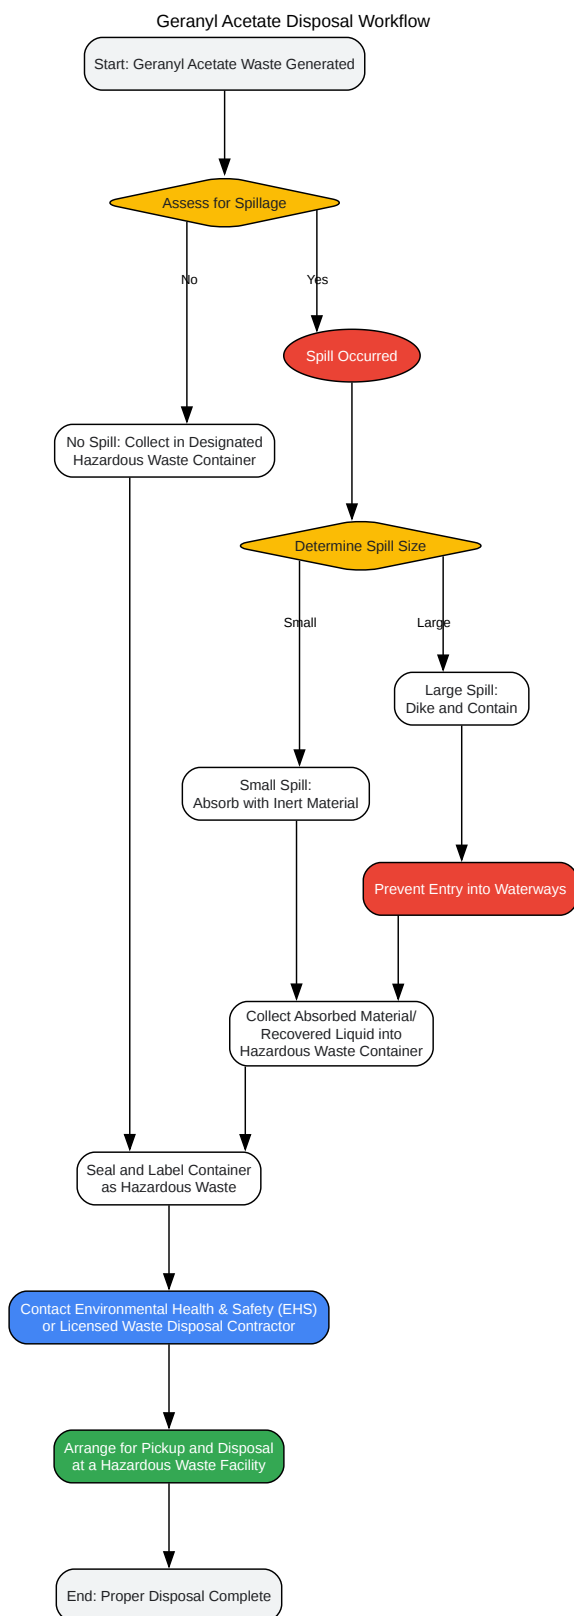 Geranyl Acetate Disposal Workflow
Start: Geranyl Acetate Waste Generated
Assess for Spillage
No
Yes
Spill Occurred
No Spill: Collect in Designated
Hazardous Waste Container
Determine Spill Size
Small
Large
Large Spill:
Dike and Contain
Small Spill:
Absorb with Inert Material
Prevent Entry into Waterways
Collect Absorbed Material/
Recovered Liquid into
Hazardous Waste Container
Seal and Label Container
as Hazardous Waste
Contact Environmental Health & Safety (EHS)
or Licensed Waste Disposal Contractor
Arrange for Pickup and Disposal
at a Hazardous Waste Facility
End: Proper Disposal Complete